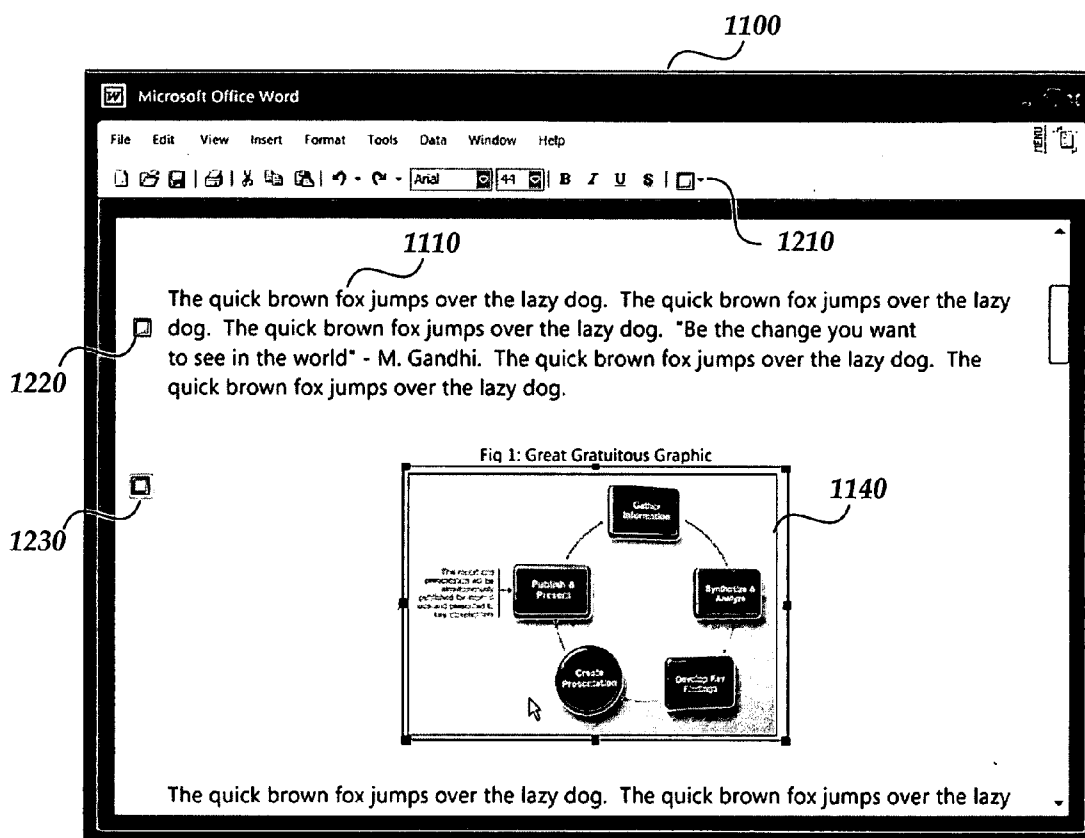 1100
Microsoft Office Word
File Edit View Insert Format Tools Data Window Help
MENU
Arial 44 B I U S
1210
1110
The quick brown fox jumps over the lazy dog. The quick brown fox jumps over the lazy
dog. The quick brown fox jumps over the lazy dog. "Be the change you want
to see in the world" - M. Gandhi. The quick brown fox jumps over the lazy dog. The
quick brown fox jumps over the lazy dog.
1220
Fig 1: Great Gratuitous Graphic
1230
1140
Gather
Information
Publish &
Present
Synthesize &
Analyze
Create
Presentation
Develop Key
Findings
The quick brown fox jumps over the lazy dog. The quick brown fox jumps over the lazy